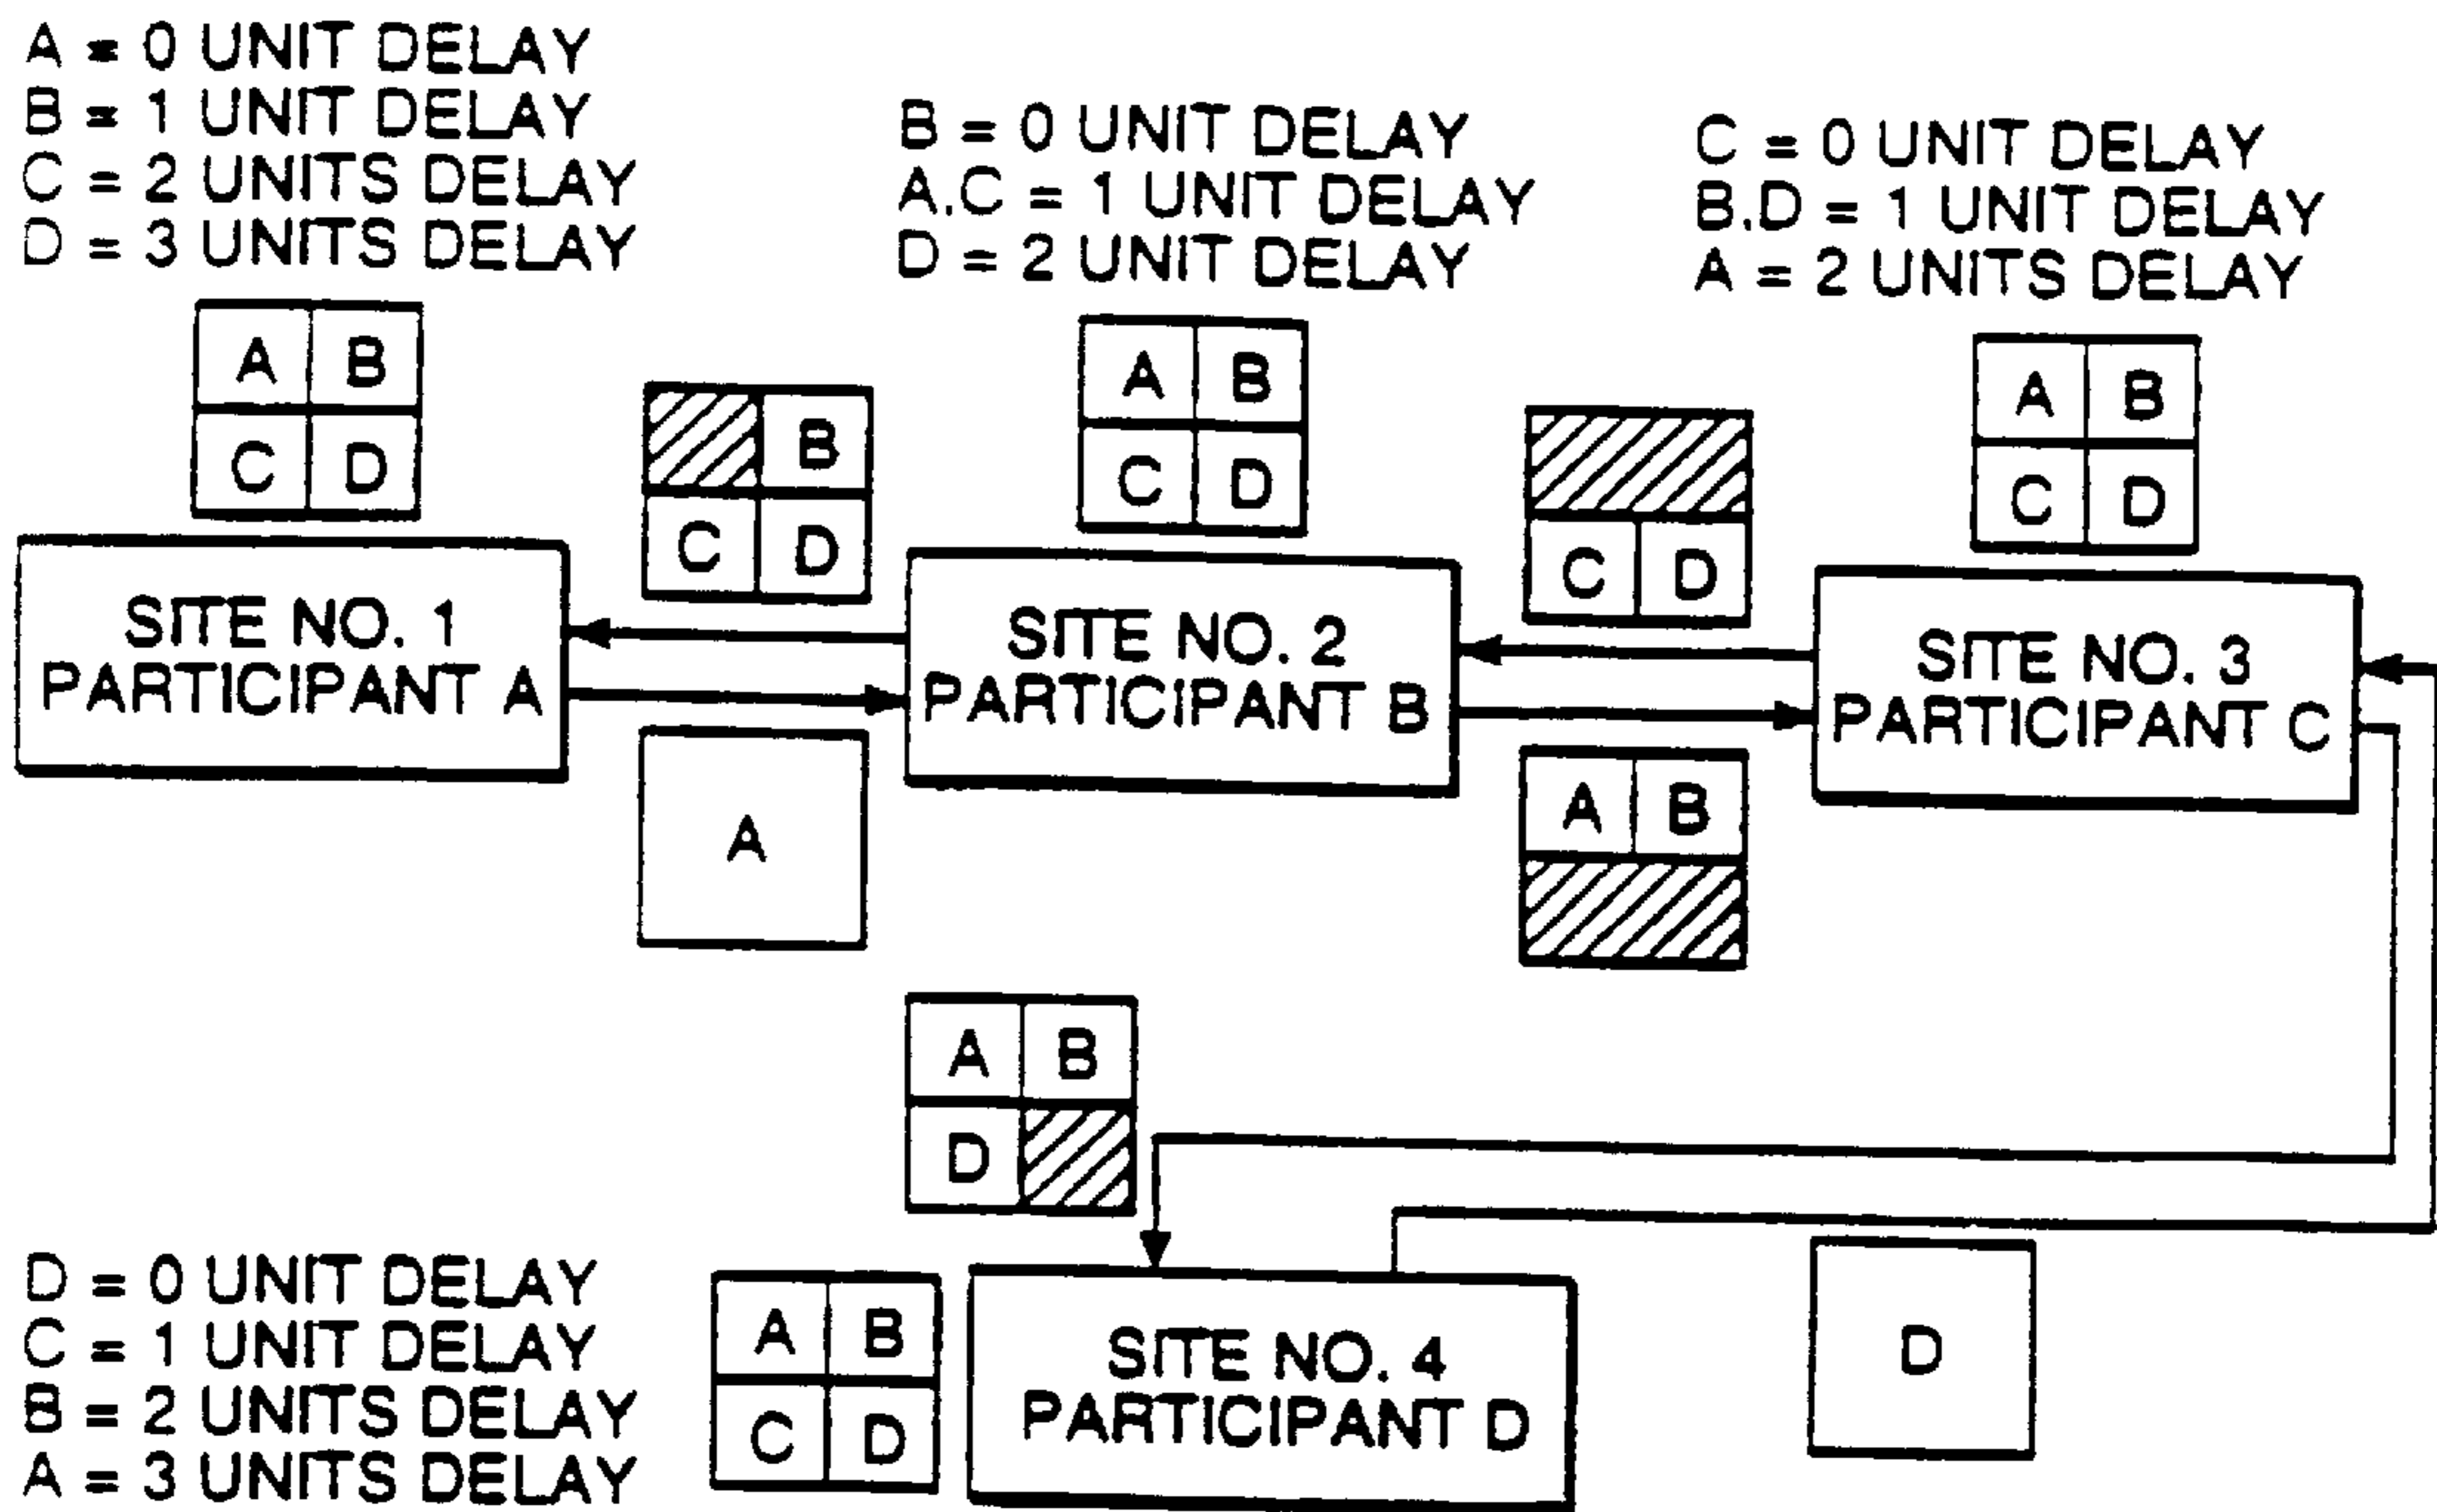 A = 0 UNIT DELAY
B = 1 UNIT DELAY
C = 2 UNITS DELAY
D = 3 UNITS DELAY
B = 0 UNIT DELAY
A.C = 1 UNIT DELAY
D = 2 UNIT DELAY
C = 0 UNIT DELAY
B.D = 1 UNIT DELAY
A = 2 UNITS DELAY
A B
C D
B
C D
A B
C D
C D
A B
C D
SITE NO. 1
PARTICIPANT A
SITE NO. 2
PARTICIPANT B
SITE NO. 3
PARTICIPANT C
A
A B
A B
D
D = 0 UNIT DELAY
C = 1 UNIT DELAY
B = 2 UNITS DELAY
A = 3 UNITS DELAY
A B
C D
SITE NO. 4
PARTICIPANT D
D